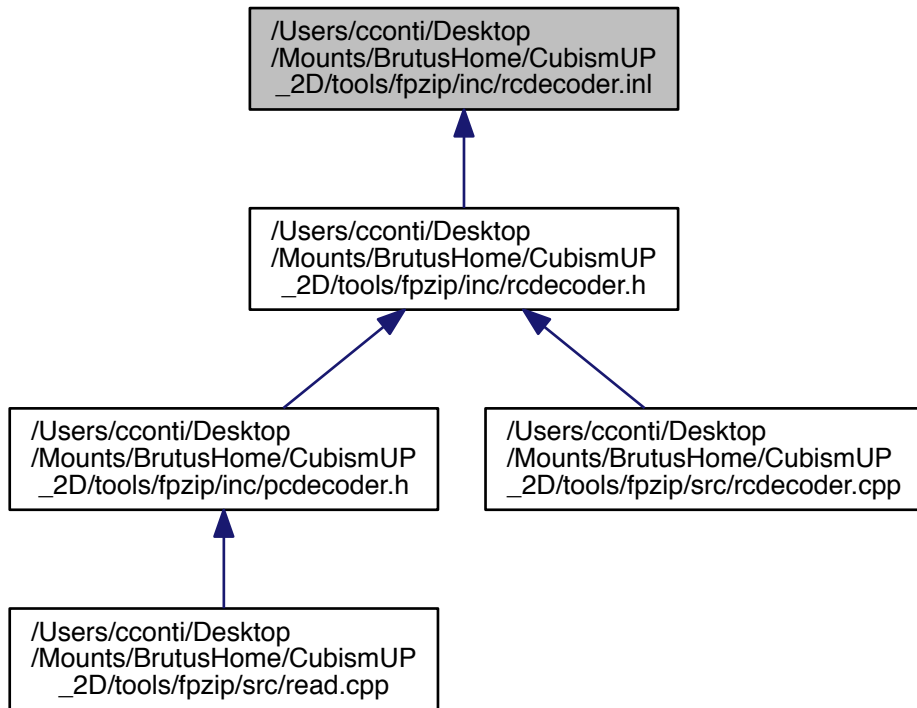 /Users/cconti/Desktop
/Mounts/BrutusHome/CubismUP
_2D/tools/fpzip/inc/rcdecoder.inl
/Users/cconti/Desktop
/Mounts/BrutusHome/CubismUP
_2D/tools/fpzip/inc/rcdecoder.h
/Users/cconti/Desktop
/Mounts/BrutusHome/CubismUP
_2D/tools/fpzip/inc/pcdecoder.h
/Users/cconti/Desktop
/Mounts/BrutusHome/CubismUP
_2D/tools/fpzip/src/rcdecoder.cpp
/Users/cconti/Desktop
/Mounts/BrutusHome/CubismUP
_2D/tools/fpzip/src/read.cpp